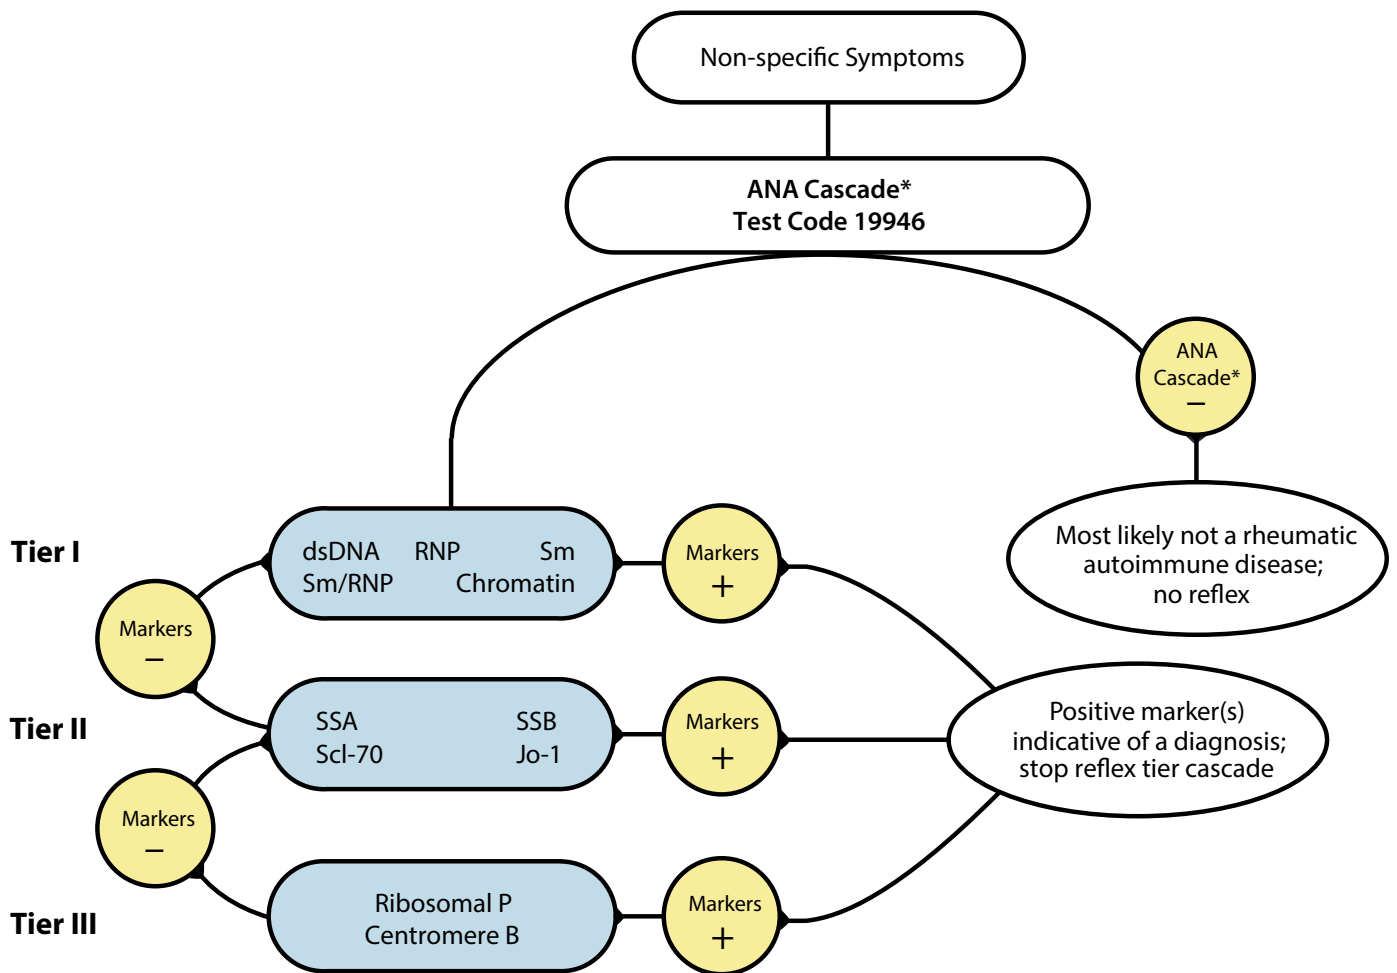 Non-specific Symptoms
ANA Cascade*
Test Code 19946
ANA
Cascade*
−
Most likely not a rheumatic
autoimmune disease;
no reflex
Tier I
dsDNA RNP Sm
Sm/RNP Chromatin
Markers
+
Markers
−
Tier II
SSA SSB
Scl-70 Jo-1
Markers
+
Positive marker(s)
indicative of a diagnosis;
stop reflex tier cascade
Markers
−
Tier III
Ribosomal P
Centromere B
Markers
+